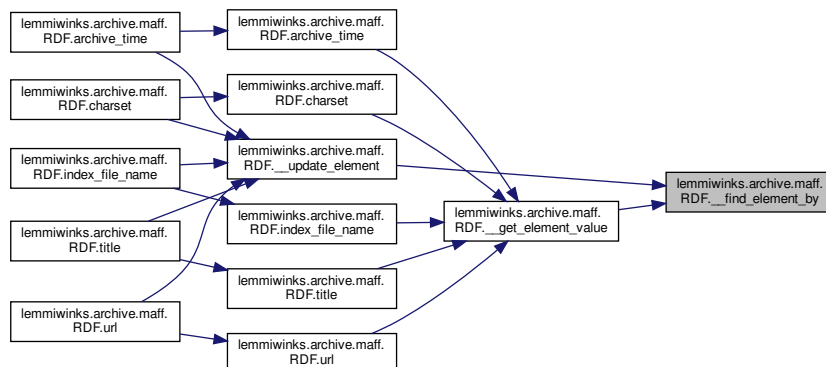 lemmiwinks.archive.maff.
RDF.archive_time
lemmiwinks.archive.maff.
RDF.charset
lemmiwinks.archive.maff.
RDF.index_file_name
lemmiwinks.archive.maff.
RDF.title
lemmiwinks.archive.maff.
RDF.url
lemmiwinks.archive.maff.
RDF.archive_time
lemmiwinks.archive.maff.
RDF.charset
lemmiwinks.archive.maff.
RDF.__update_element
lemmiwinks.archive.maff.
RDF.index_file_name
lemmiwinks.archive.maff.
RDF.title
lemmiwinks.archive.maff.
RDF.url
lemmiwinks.archive.maff.
RDF.__get_element_value
lemmiwinks.archive.maff.
RDF.__find_element_by